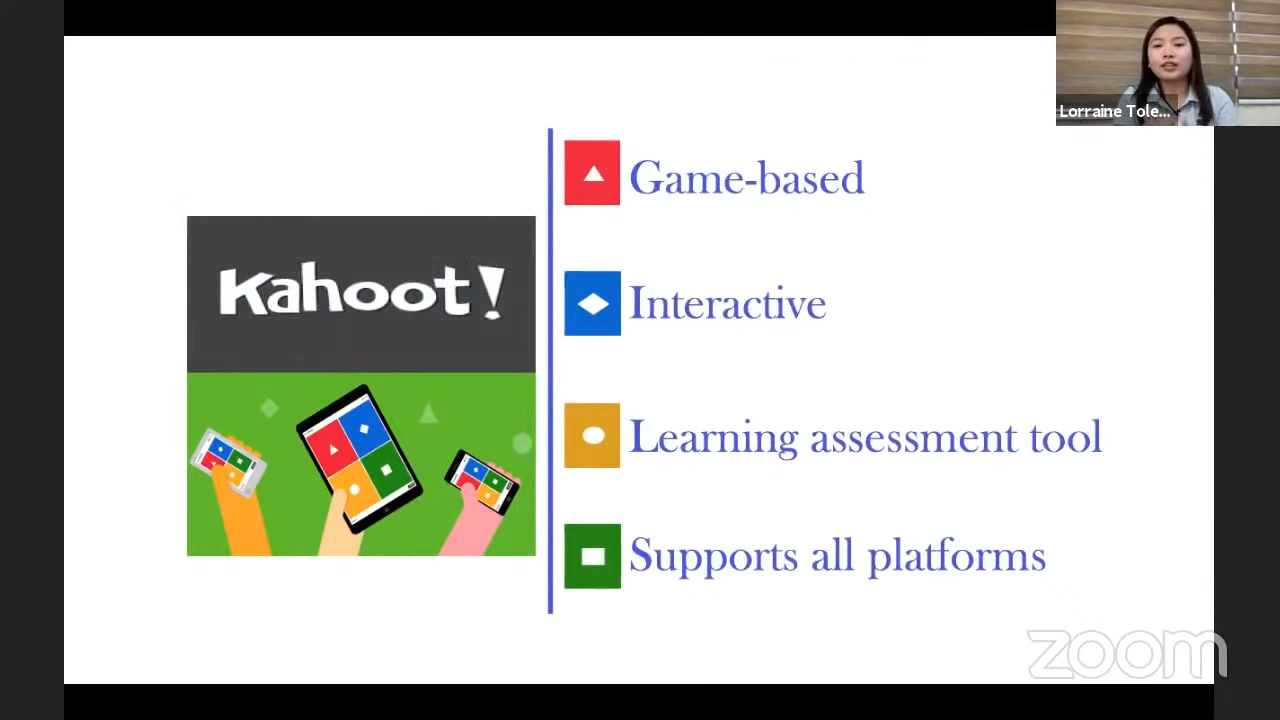 Lorraine Tole...
Game-based
Kahoot!
Interactive
Learning assessment tool
Supports all platforms
zoom